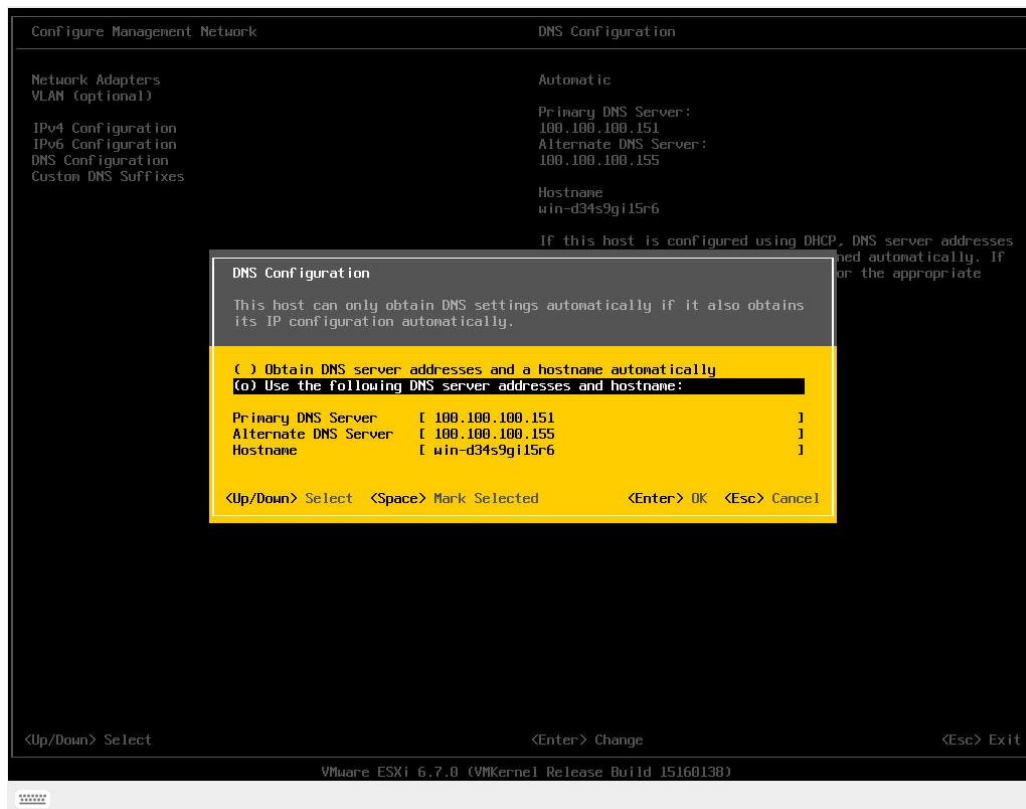 Configure Management Network
DNS Configuration
Network Adapters
VLAN (optional)
IPv4 Configuration
IPv6 Configuration
DNS Configuration
Custom DNS Suffixes
Automatic
Primary DNS Server:
100.100.100.151
Alternate DNS Server:
100.100.100.155
Hostname
win-d34s9gi15r6
If this host is configured using DHCP, DNS server addresses
ned automatically. If
or the appropriate
DNS Configuration
This host can only obtain DNS settings automatically if it also obtains
its IP configuration automatically.
( ) Obtain DNS server addresses and a hostname automatically
(o) Use the following DNS server addresses and hostname:
Primary DNS Server [ 100.100.100.151 ]
Alternate DNS Server [ 100.100.100.155 ]
Hostname [ win-d34s9gi15r6 ]
<Up/Down> Select <Space> Mark Selected <Enter> OK <Esc> Cancel
<Up/Down> Select <Enter> Change <Esc> Exit
VMware ESXi 6.7.0 (VMKernel Release Build 15160138)